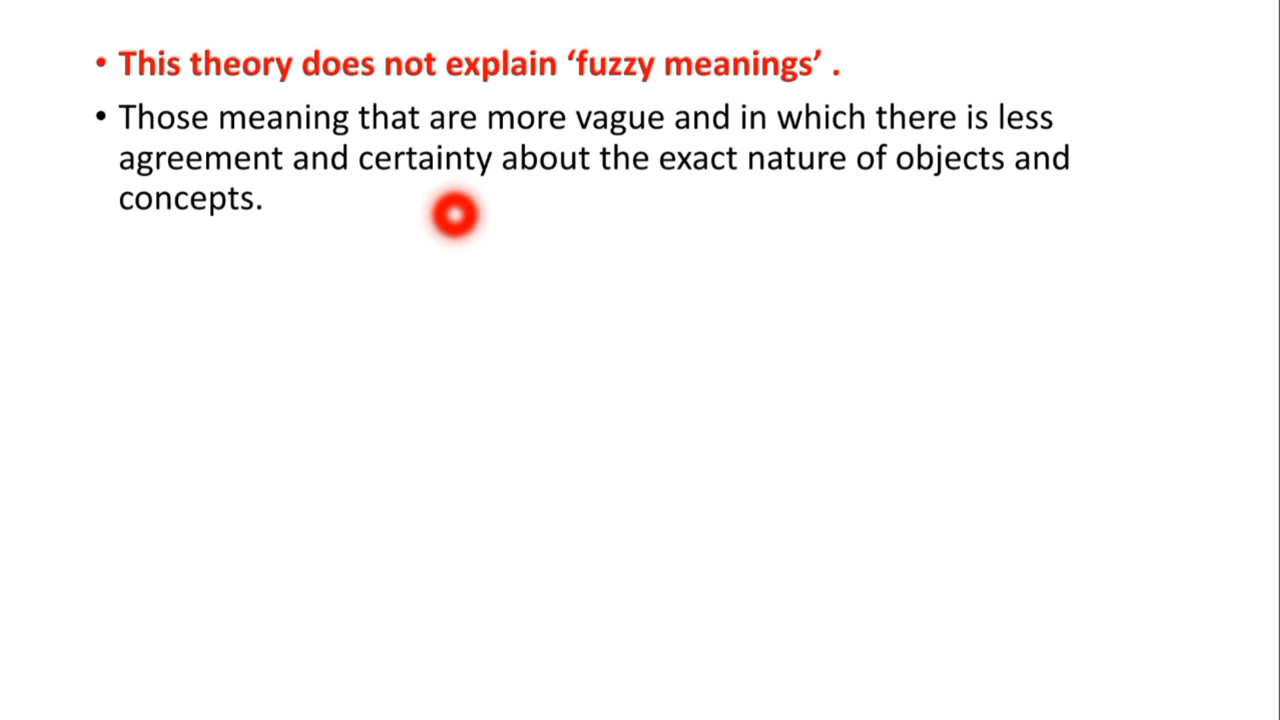 • This theory does not explain ‘fuzzy meanings’ .
• Those meaning that are more vague and in which there is less
agreement and certainty about the exact nature of objects and
concepts.